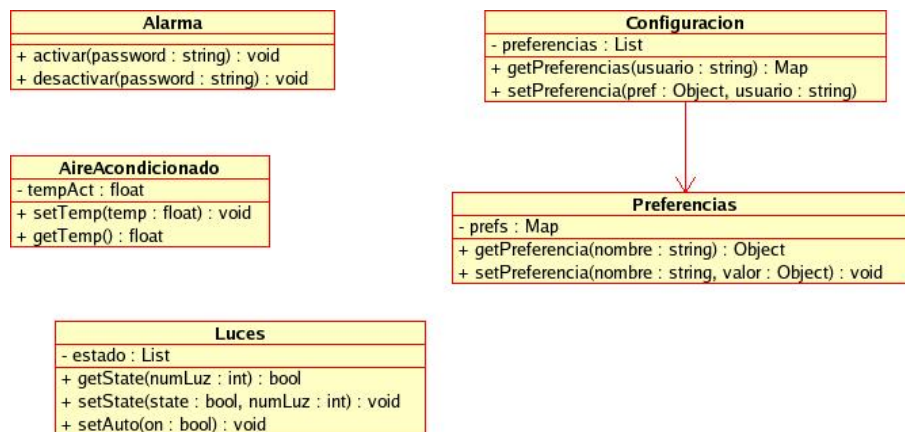 Alarma
+ activar(password : string) : void
+ desactivar(password : string) : void
Configuracion
- preferencias : List
+ getPreferencias(usuario : string) : Map
+ setPreferencia(pref : Object, usuario : string)
AireAcondicionado
- tempAct : float
+ setTemp(temp : float) : void
+ getTemp() : float
Preferencias
- prefs : Map
+ getPreferencia(nombre : string) : Object
+ setPreferencia(nombre : string, valor : Object) : void
Luces
- estado : List
+ getState(numLuz : int) : bool
+ setState(state : bool, numLuz : int) : void
+ setAuto(on : bool) : void